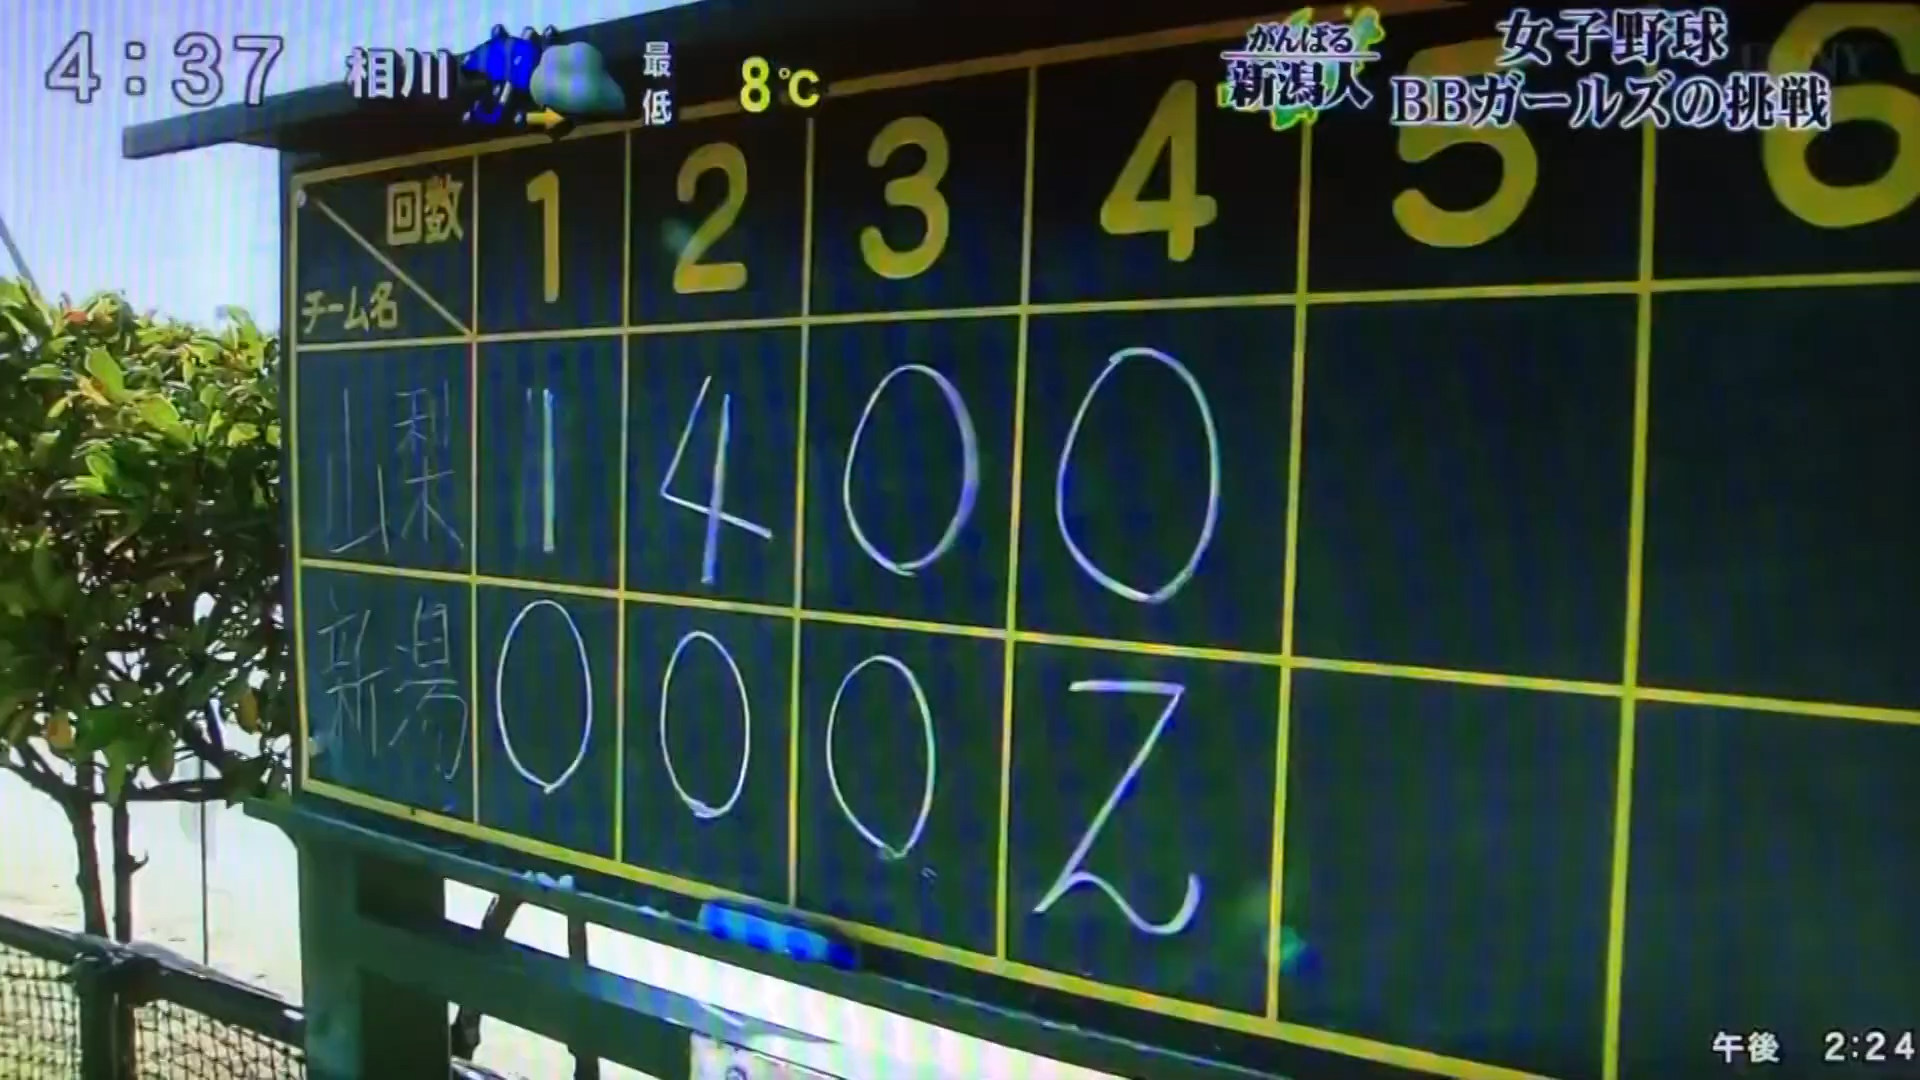 4:37 相川 最低 8℃
がんばる
新潟人
女子野球
BBガールズの挑戦
回数 1 2 3 4 5 6
チーム名
山梨 1 4 0 0
新潟 0 0 0 2
午後 2:24